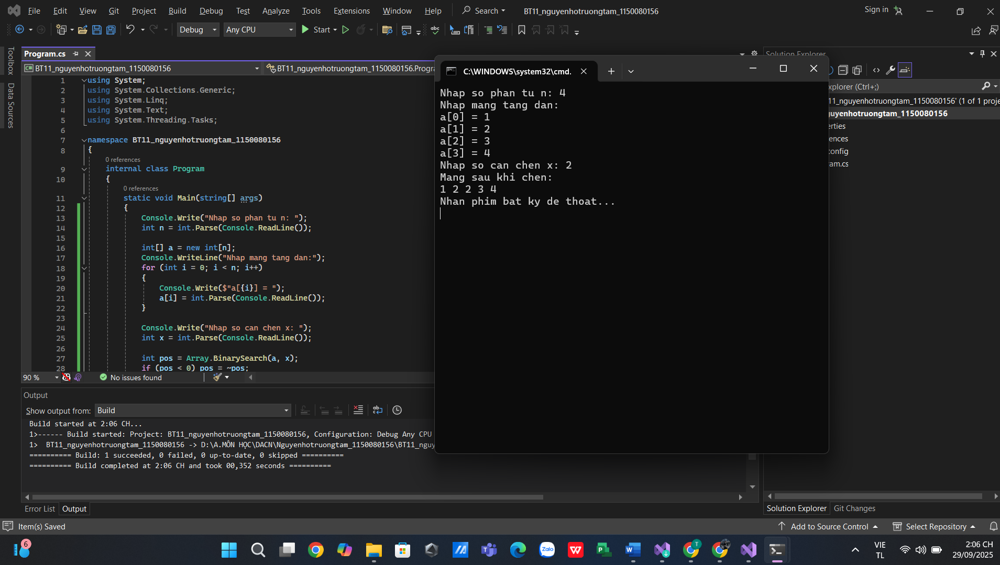 File Edit View Git Project Build Debug Test Analyze Tools Extensions Window Help Search BT11_nguyenhotruongtam_1150080156 Sign in
Debug Any CPU Start
Toolbox
Data Sources
Program.cs
BT11_nguyenhotruongtam_1150080156 BT11_nguyenhotruongtam_1150080156.Progra
1 using System;
2 using System.Collections.Generic;
3 using System.Linq;
4 using System.Text;
5 using System.Threading.Tasks;
6
7 namespace BT11_nguyenhotruongtam_1150080156
8 {
0 references
9 internal class Program
10 {
0 references
11 static void Main(string[] args)
12 {
13 Console.Write("Nhap so phan tu n: ");
14 int n = int.Parse(Console.ReadLine());
15
16 int[] a = new int[n];
17 Console.WriteLine("Nhap mang tang dan:");
18 for (int i = 0; i < n; i++)
19 {
20 Console.Write($"a[{i}] = ");
21 a[i] = int.Parse(Console.ReadLine());
22 }
23
24 Console.Write("Nhap so can chen x: ");
25 int x = int.Parse(Console.ReadLine());
26
27 int pos = Array.BinarySearch(a, x);
28 if (pos < 0) pos = ~pos;
90 % No issues found
C:\WINDOWS\system32\cmd.
Nhap so phan tu n: 4
Nhap mang tang dan:
a[0] = 1
a[1] = 2
a[2] = 3
a[3] = 4
Nhap so can chen x: 2
Mang sau khi chen:
1 2 2 3 4
Nhan phim bat ky de thoat...
Solution Explorer
xplorer (Ctrl+;)
11_nguyenhotruongtam_1150080156' (1 of 1 proje
guyenhotruongtam_1150080156
erties
ences
config
am.cs
Output
Show output from: Build
Build started at 2:06 CH...
1>------ Build started: Project: BT11_nguyenhotruongtam_1150080156, Configuration: Debug Any CPU
1> BT11_nguyenhotruongtam_1150080156 -> D:\A.MÔN HỌC\DACN\Nguyenhotruongtam_1150080156\BT11_nguy
========== Build: 1 succeeded, 0 failed, 0 up-to-date, 0 skipped ==========
========== Build completed at 2:06 CH and took 00,352 seconds ==========
Error List Output
Solution Explorer Git Changes
Item(s) Saved Add to Source Control Select Repository
6
Zalo
VIE
TL
2:06 CH
29/09/2025